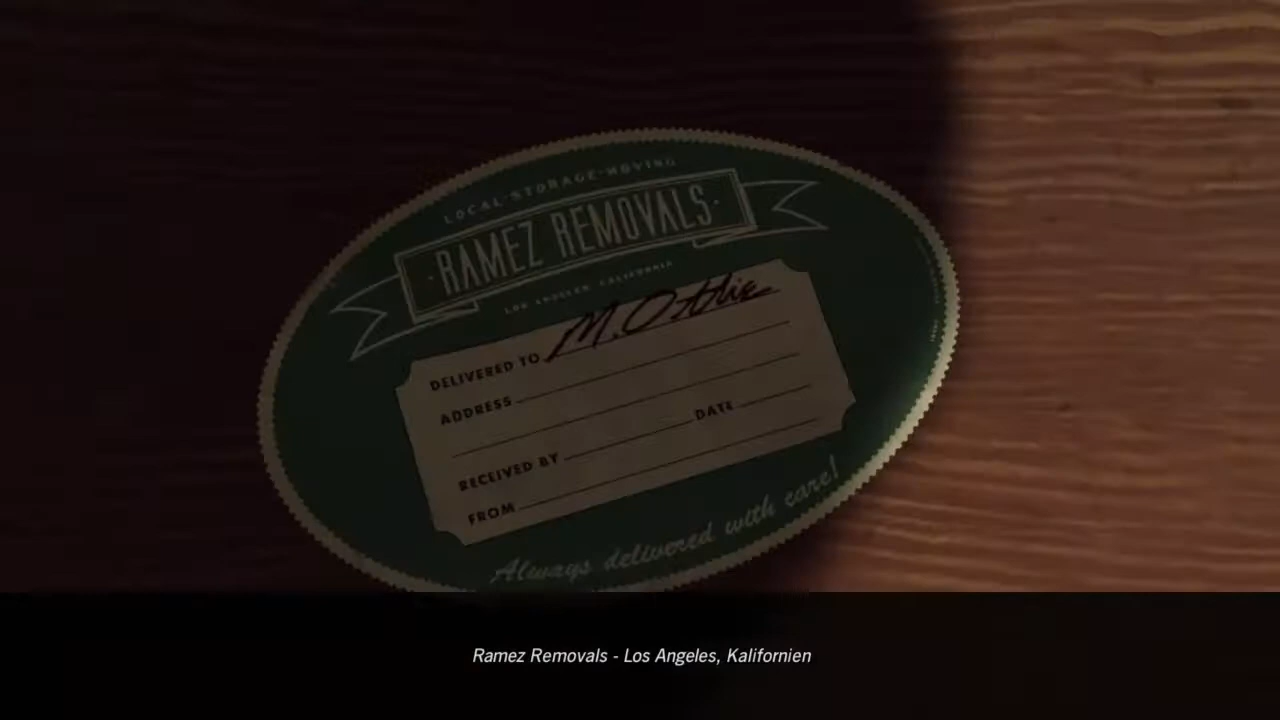 LOCAL·STORAGE·MOVING
·RAMEZ REMOVALS·
LOS ANGELES, CALIFORNIA
DELIVERED TO M.
ADDRESS
RECEIVED BY DATE
FROM
Always delivered with care!
Ramez Removals - Los Angeles, Kalifornien